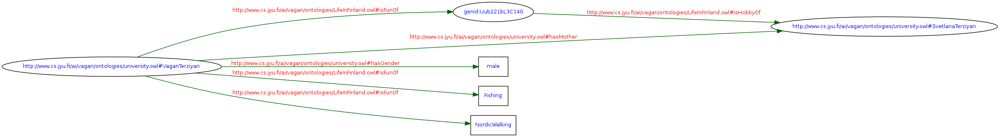 http://www.cs.jyu.fi/ai/vagan/ontologies/LifeInFinland.owl#isFunOf
genid:Uub221bL3C140
http://www.cs.jyu.fi/ai/vagan/ontologies/LifeInFinland.owl#isHobbyOf
http://www.cs.jyu.fi/ai/vagan/ontologies/university.owl#SvetlanaTerziyan
http://www.cs.jyu.fi/ai/vagan/ontologies/university.owl#hasMother
http://www.cs.jyu.fi/ai/vagan/ontologies/university.owl#VaganTerziyan
http://www.cs.jyu.fi/ai/vagan/ontologies/university.owl#hasGender
male
http://www.cs.jyu.fi/ai/vagan/ontologies/LifeInFinland.owl#isFunOf
Fishing
http://www.cs.jyu.fi/ai/vagan/ontologies/LifeInFinland.owl#isFunOf
NordicWalking